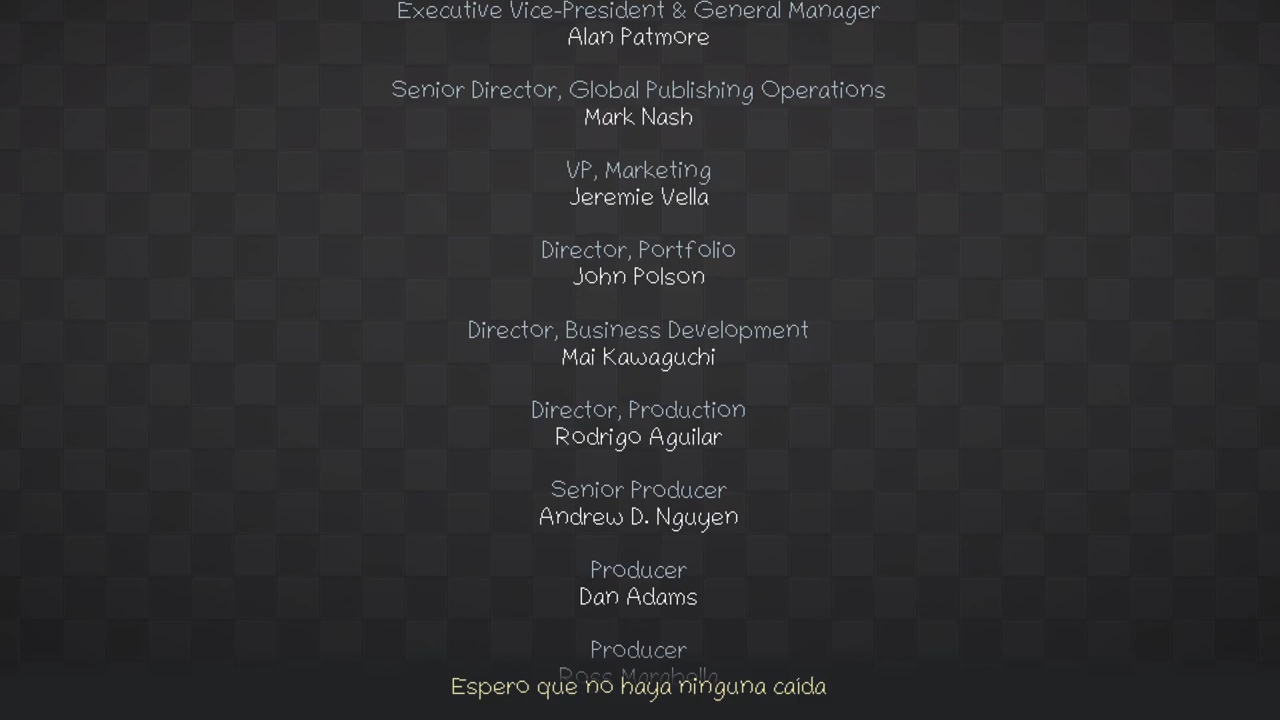 Executive Vice-President & General Manager
Alan Patmore
Senior Director, Global Publishing Operations
Mark Nash
VP, Marketing
Jeremie Vella
Director, Portfolio
John Polson
Director, Business Development
Mai Kawaguchi
Director, Production
Rodrigo Aguilar
Senior Producer
Andrew D. Nguyen
Producer
Dan Adams
Producer
Ross
Espero que no haya ninguna caída